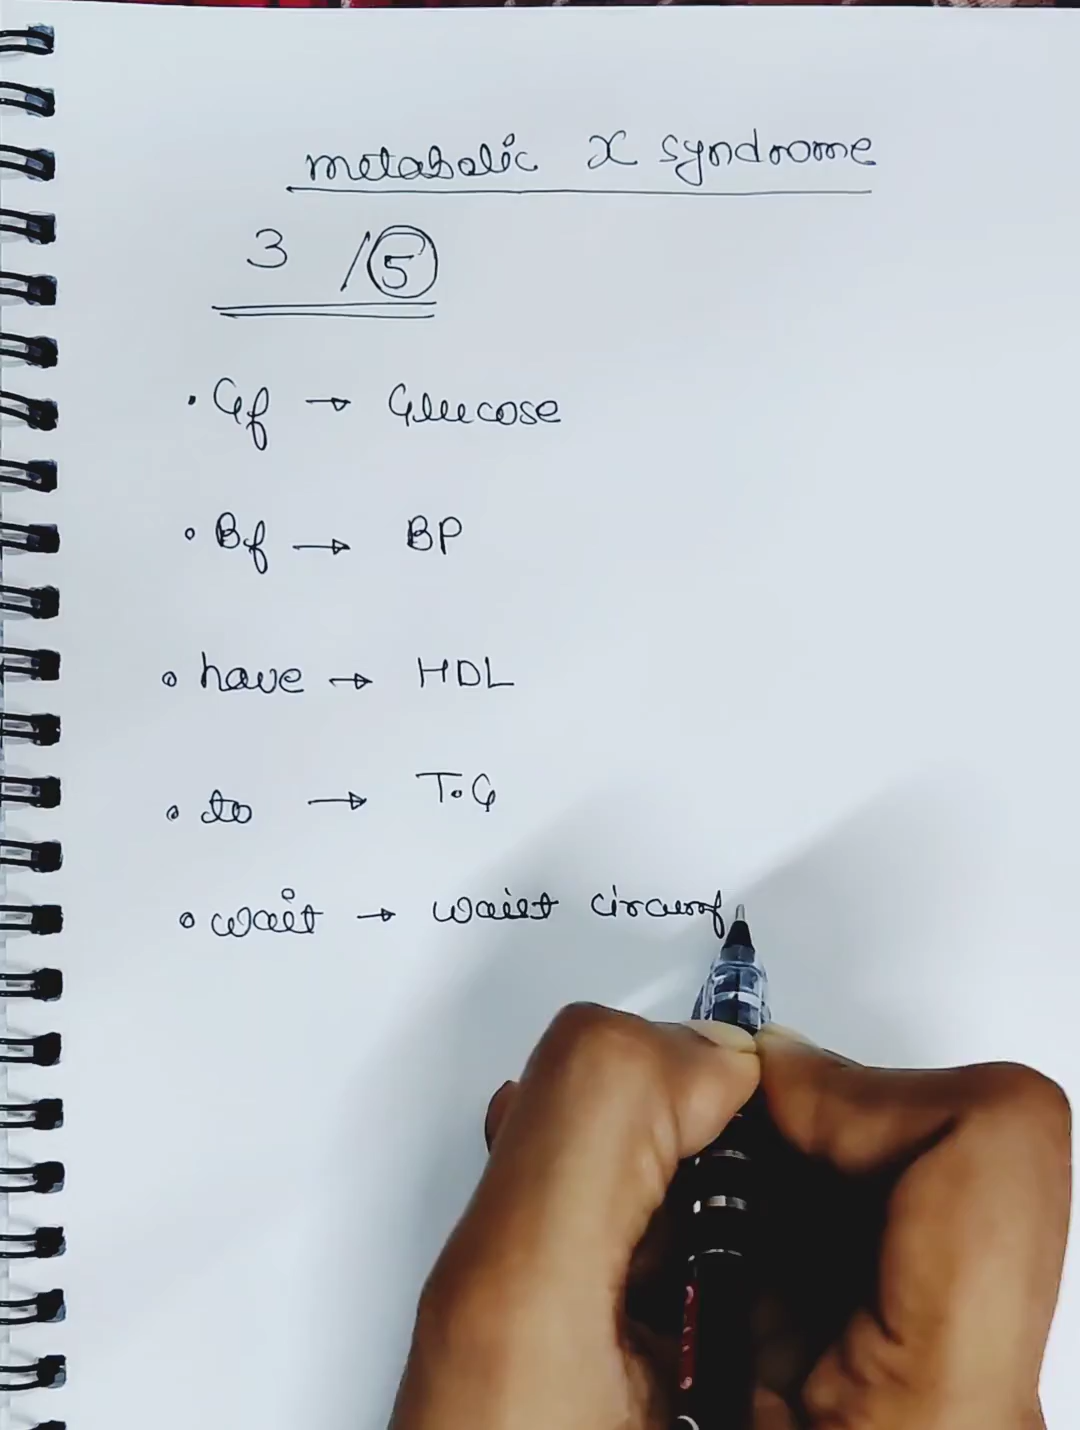 metabolic X syndrome
3 /5
• Gf → Glucose
• Bf → BP
• have → HDL
• to → T.G
• wait → waist circumf